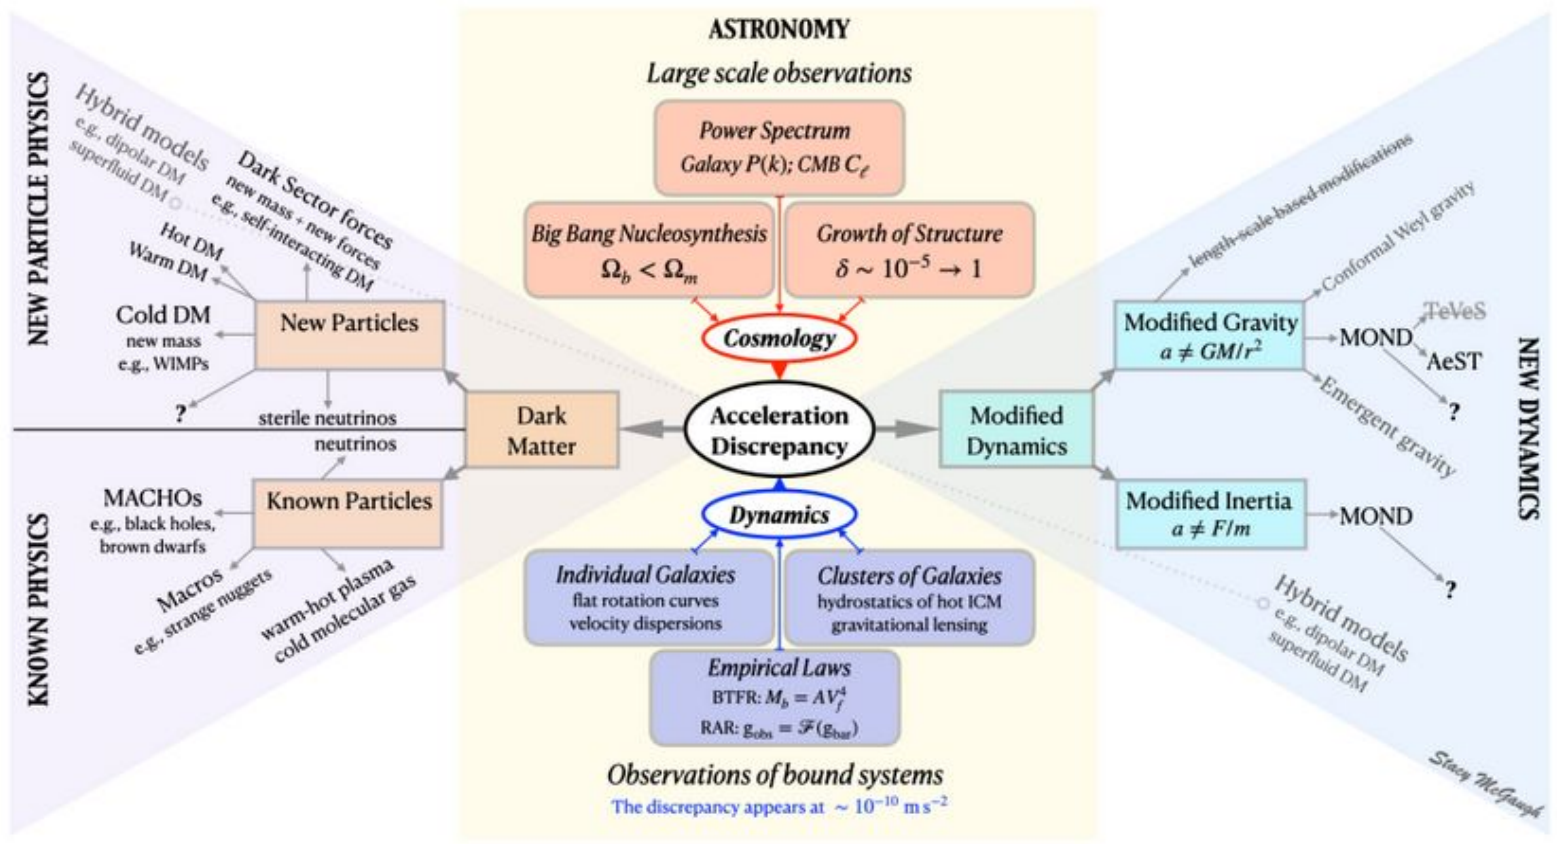 ASTRONOMY
Large scale observations
Power Spectrum
Galaxy P(k); CMB Cℓ
Big Bang Nucleosynthesis
Ωb < Ωm
Growth of Structure
δ ∼ 10⁻⁵ → 1
Cosmology
Acceleration
Discrepancy
Dynamics
Individual Galaxies
flat rotation curves
velocity dispersions
Clusters of Galaxies
hydrostatics of hot ICM
gravitational lensing
Empirical Laws
BTFR: Mb = AVf⁴
RAR: gobs = ℱ(gbar)
Observations of bound systems
The discrepancy appears at ∼ 10⁻¹⁰ m s⁻²
NEW PARTICLE PHYSICS
Hybrid models
e.g., dipolar DM
superfluid DM
Dark Sector forces
new mass + new forces
e.g., self-interacting DM
Hot DM
Warm DM
Cold DM
new mass
e.g., WIMPs
?
New Particles
sterile neutrinos
Dark
Matter
KNOWN PHYSICS
neutrinos
Known Particles
MACHOs
e.g., black holes,
brown dwarfs
Macros
e.g., strange nuggets
warm-hot plasma
cold molecular gas
NEW DYNAMICS
Modified
Dynamics
Modified Gravity
a ≠ GM/r²
length-scale-based-modifications
Conformal Weyl gravity
MOND
TeVeS
AeST
?
Emergent gravity
Modified Inertia
a ≠ F/m
MOND
?
Hybrid models
e.g., dipolar DM
superfluid DM
Stacy McGaugh